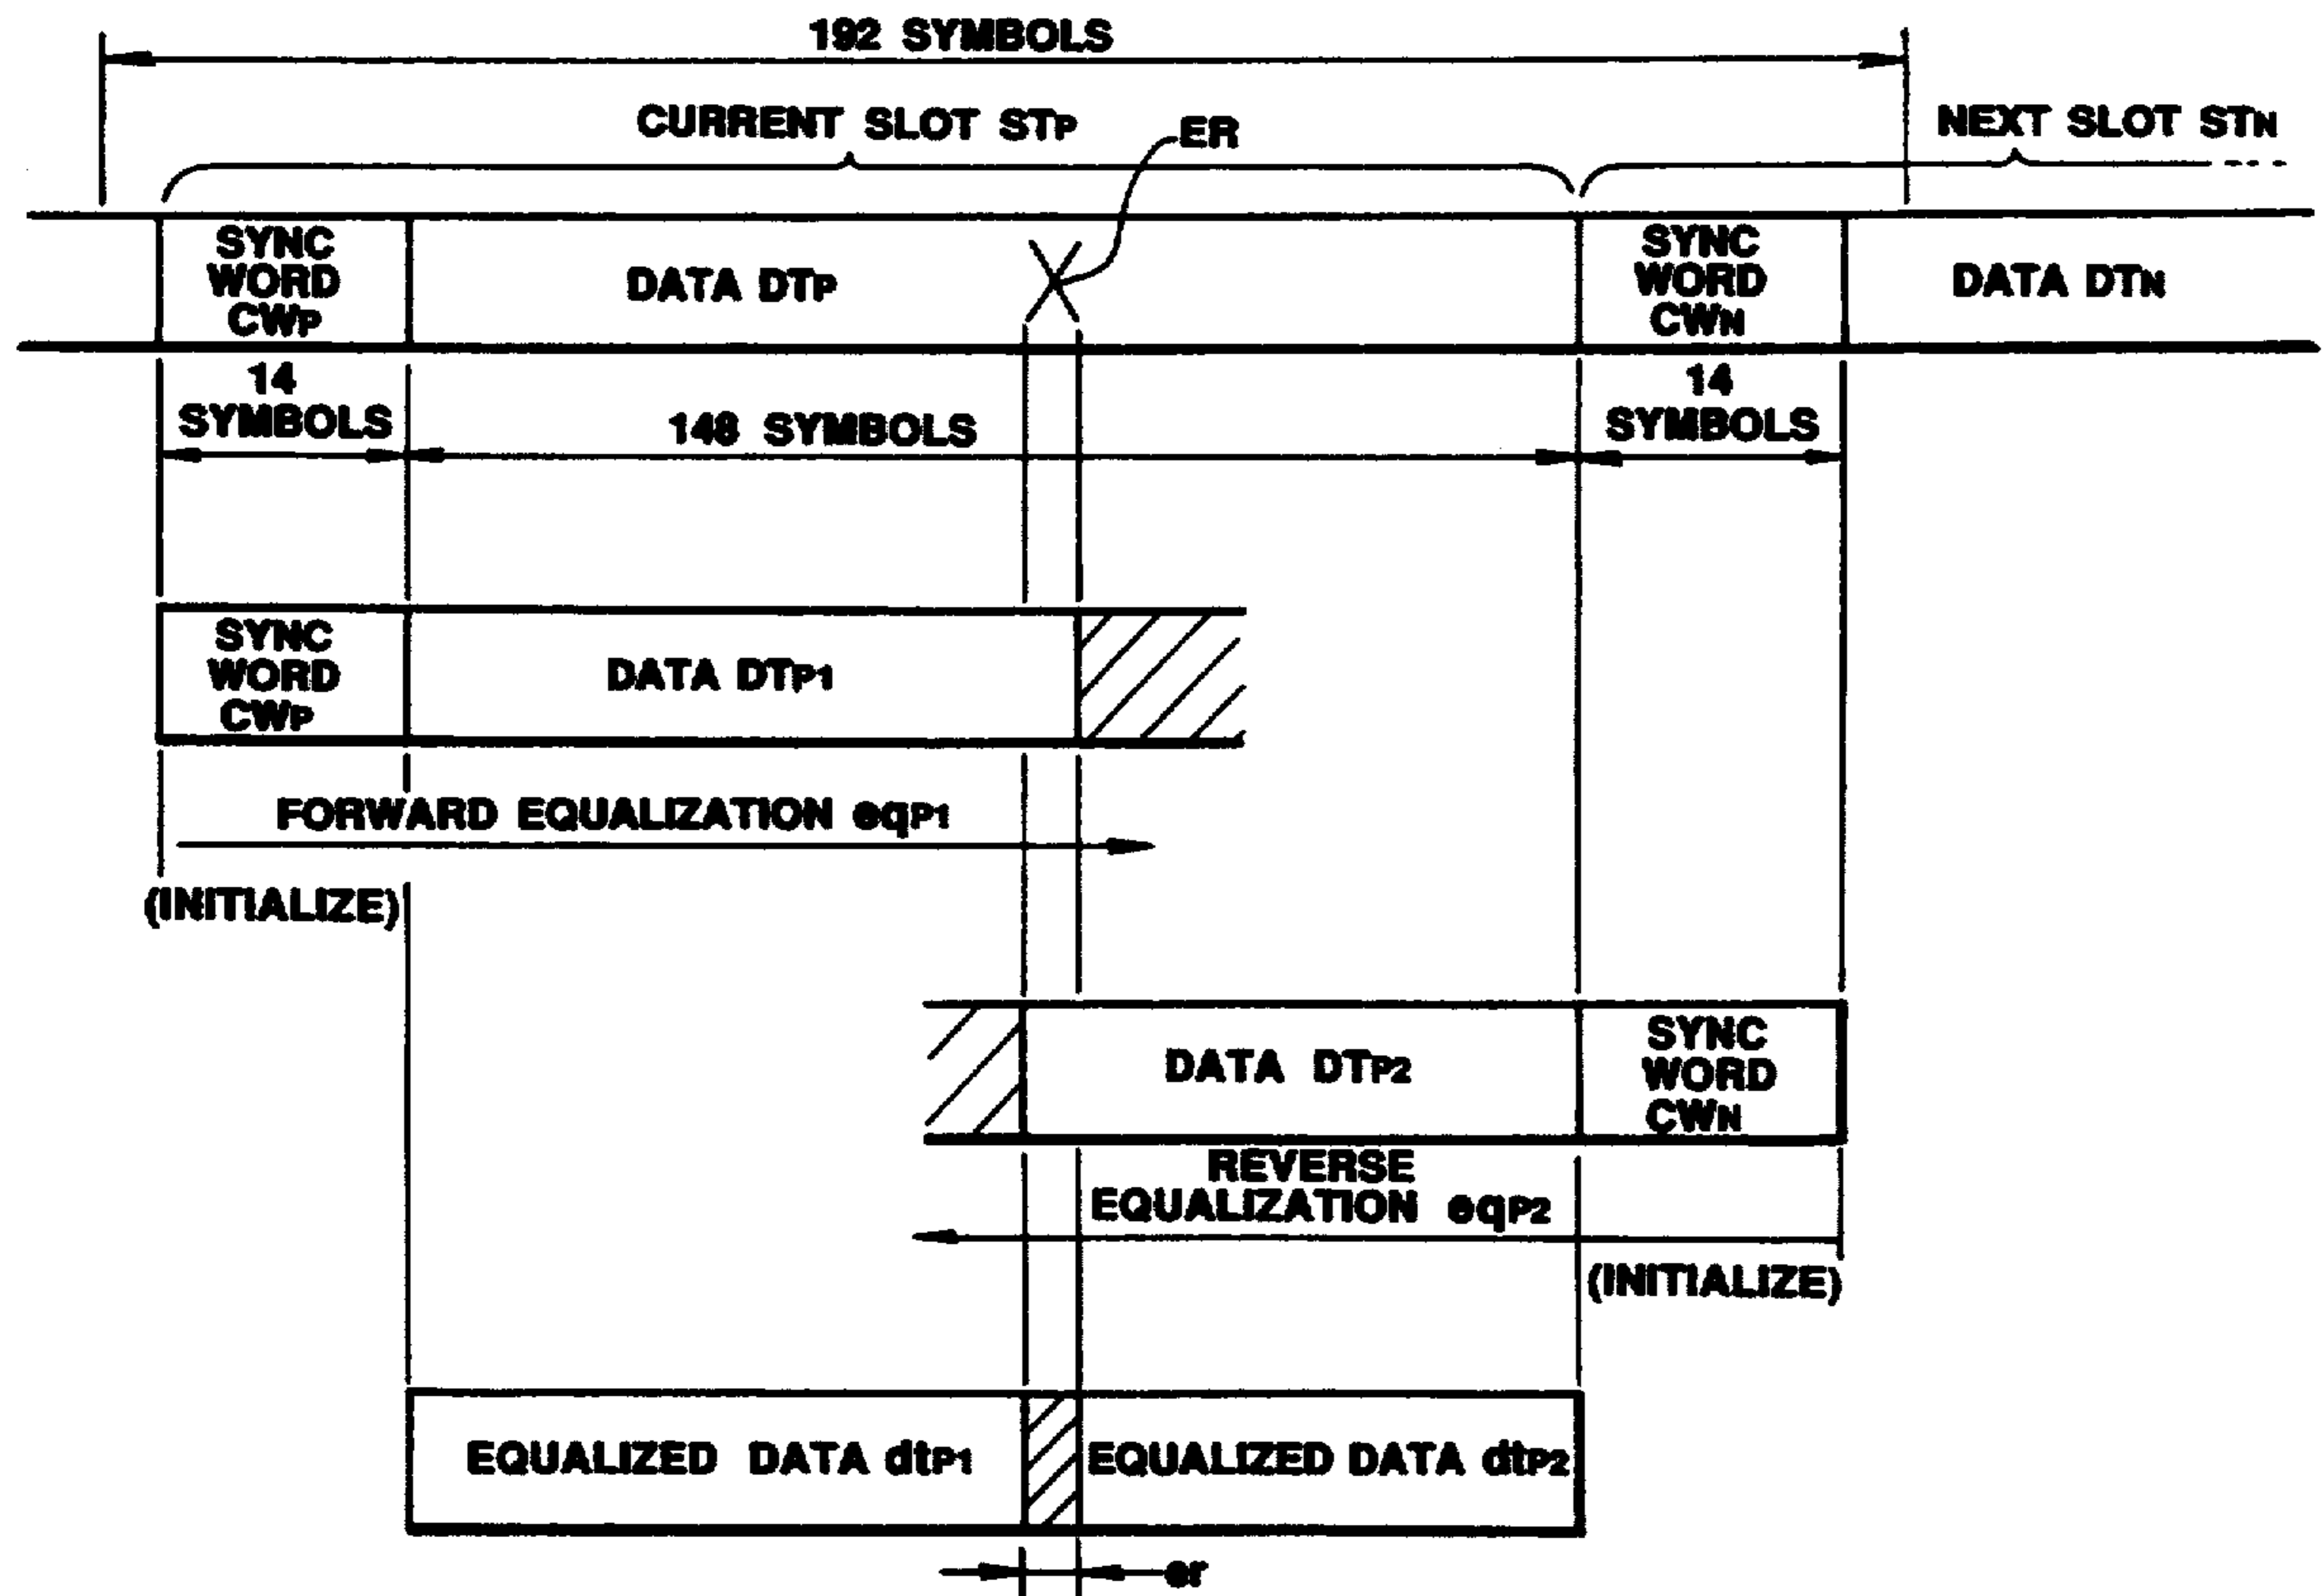 192 SYMBOLS
CURRENT SLOT STP
ER
NEXT SLOT STN
SYNC
WORD
CWP
DATA DTP
SYNC
WORD
CWN
DATA DTN
14
SYMBOLS
148 SYMBOLS
14
SYMBOLS
SYNC
WORD
CWP
DATA DTP1
FORWARD EQUALIZATION eqP1
(INITIALIZE)
DATA DTP2
SYNC
WORD
CWN
REVERSE
EQUALIZATION eqP2
(INITIALIZE)
EQUALIZED DATA dtP1
EQUALIZED DATA dtP2
er